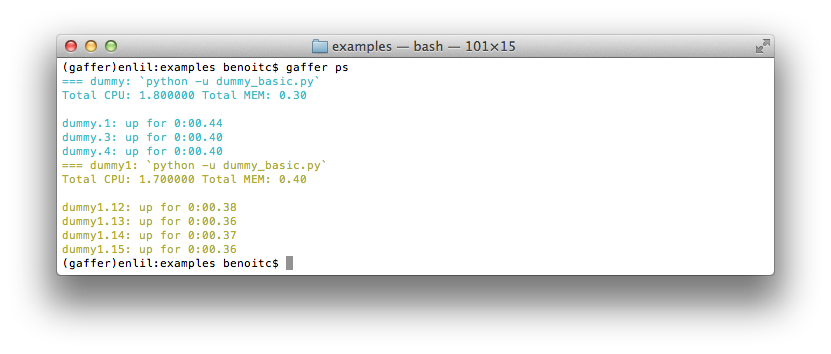 examples — bash — 101×15
(gaffer)enlil:examples benoitc$ gaffer ps
=== dummy: `python -u dummy_basic.py`
Total CPU: 1.800000 Total MEM: 0.30
dummy.1: up for 0:00.44
dummy.3: up for 0:00.40
dummy.4: up for 0:00.40
=== dummy1: `python -u dummy_basic.py`
Total CPU: 1.700000 Total MEM: 0.40
dummy1.12: up for 0:00.38
dummy1.13: up for 0:00.36
dummy1.14: up for 0:00.37
dummy1.15: up for 0:00.36
(gaffer)enlil:examples benoitc$